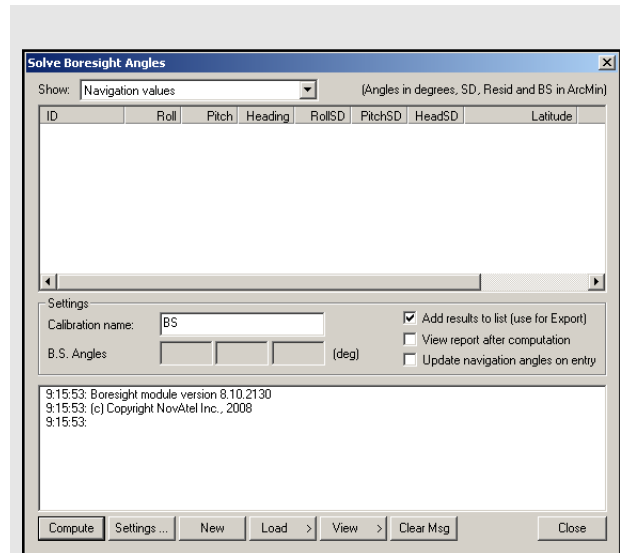 Solve Boresight Angles
Show: Navigation values (Angles in degrees, SD, Resid and BS in ArcMin)
ID Roll Pitch Heading RollSD PitchSD HeadSD Latitude
Settings
Calibration name: BS
B.S. Angles (deg)
Add results to list (use for Export)
View report after computation
Update navigation angles on entry
9:15:53: Boresight module version 8.10.2130
9:15:53: (c) Copyright NovAtel Inc., 2008
9:15:53:
Compute Settings ... New Load > View > Clear Msg Close